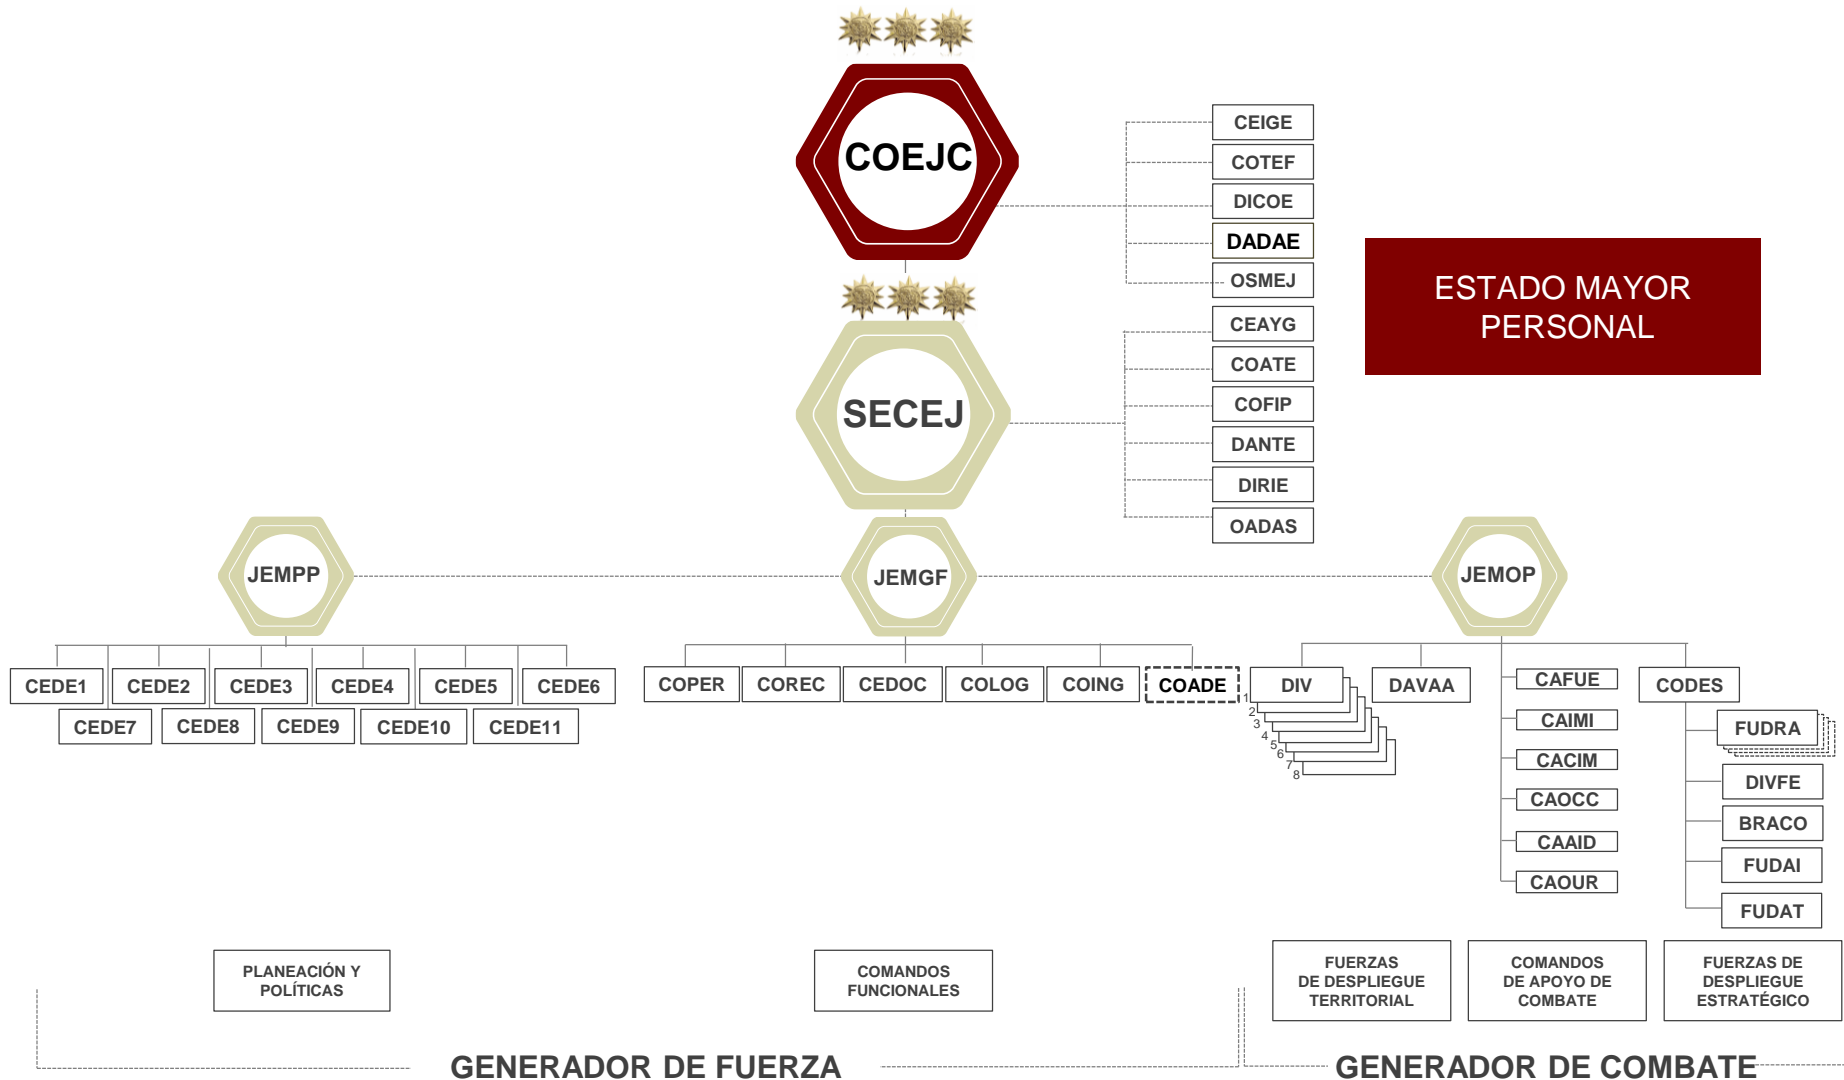 COEJC
CEIGE
COTEF
DICOE
DADAE
OSMEJ
ESTADO MAYOR
PERSONAL
SECEJ
CEAYG
COATE
COFIP
DANTE
DIRIE
OADAS
JEMPP
JEMGF
JEMOP
CEDE1
CEDE2
CEDE3
CEDE4
CEDE5
CEDE6
CEDE7
CEDE8
CEDE9
CEDE10
CEDE11
COPER
COREC
CEDOC
COLOG
COING
COADE
DIV
1
2
3
4
5
6
7
8
DAVAA
CAFUE
CAIMI
CACIM
CAOCC
CAAID
CAOUR
CODES
FUDRA
DIVFE
BRACO
FUDAI
FUDAT
PLANEACIÓN Y
POLÍTICAS
COMANDOS
FUNCIONALES
FUERZAS
DE DESPLIEGUE
TERRITORIAL
COMANDOS
DE APOYO DE
COMBATE
FUERZAS DE
DESPLIEGUE
ESTRATÉGICO
GENERADOR DE FUERZA
GENERADOR DE COMBATE